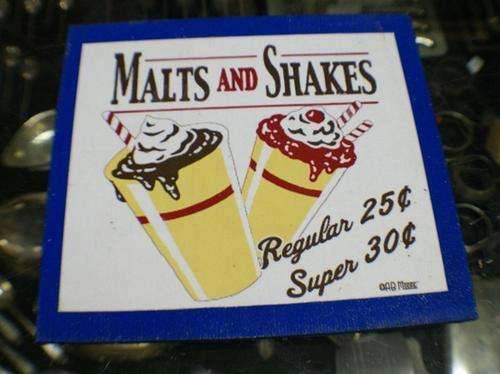 MALTS AND SHAKES
Regular 25¢
Super 30¢